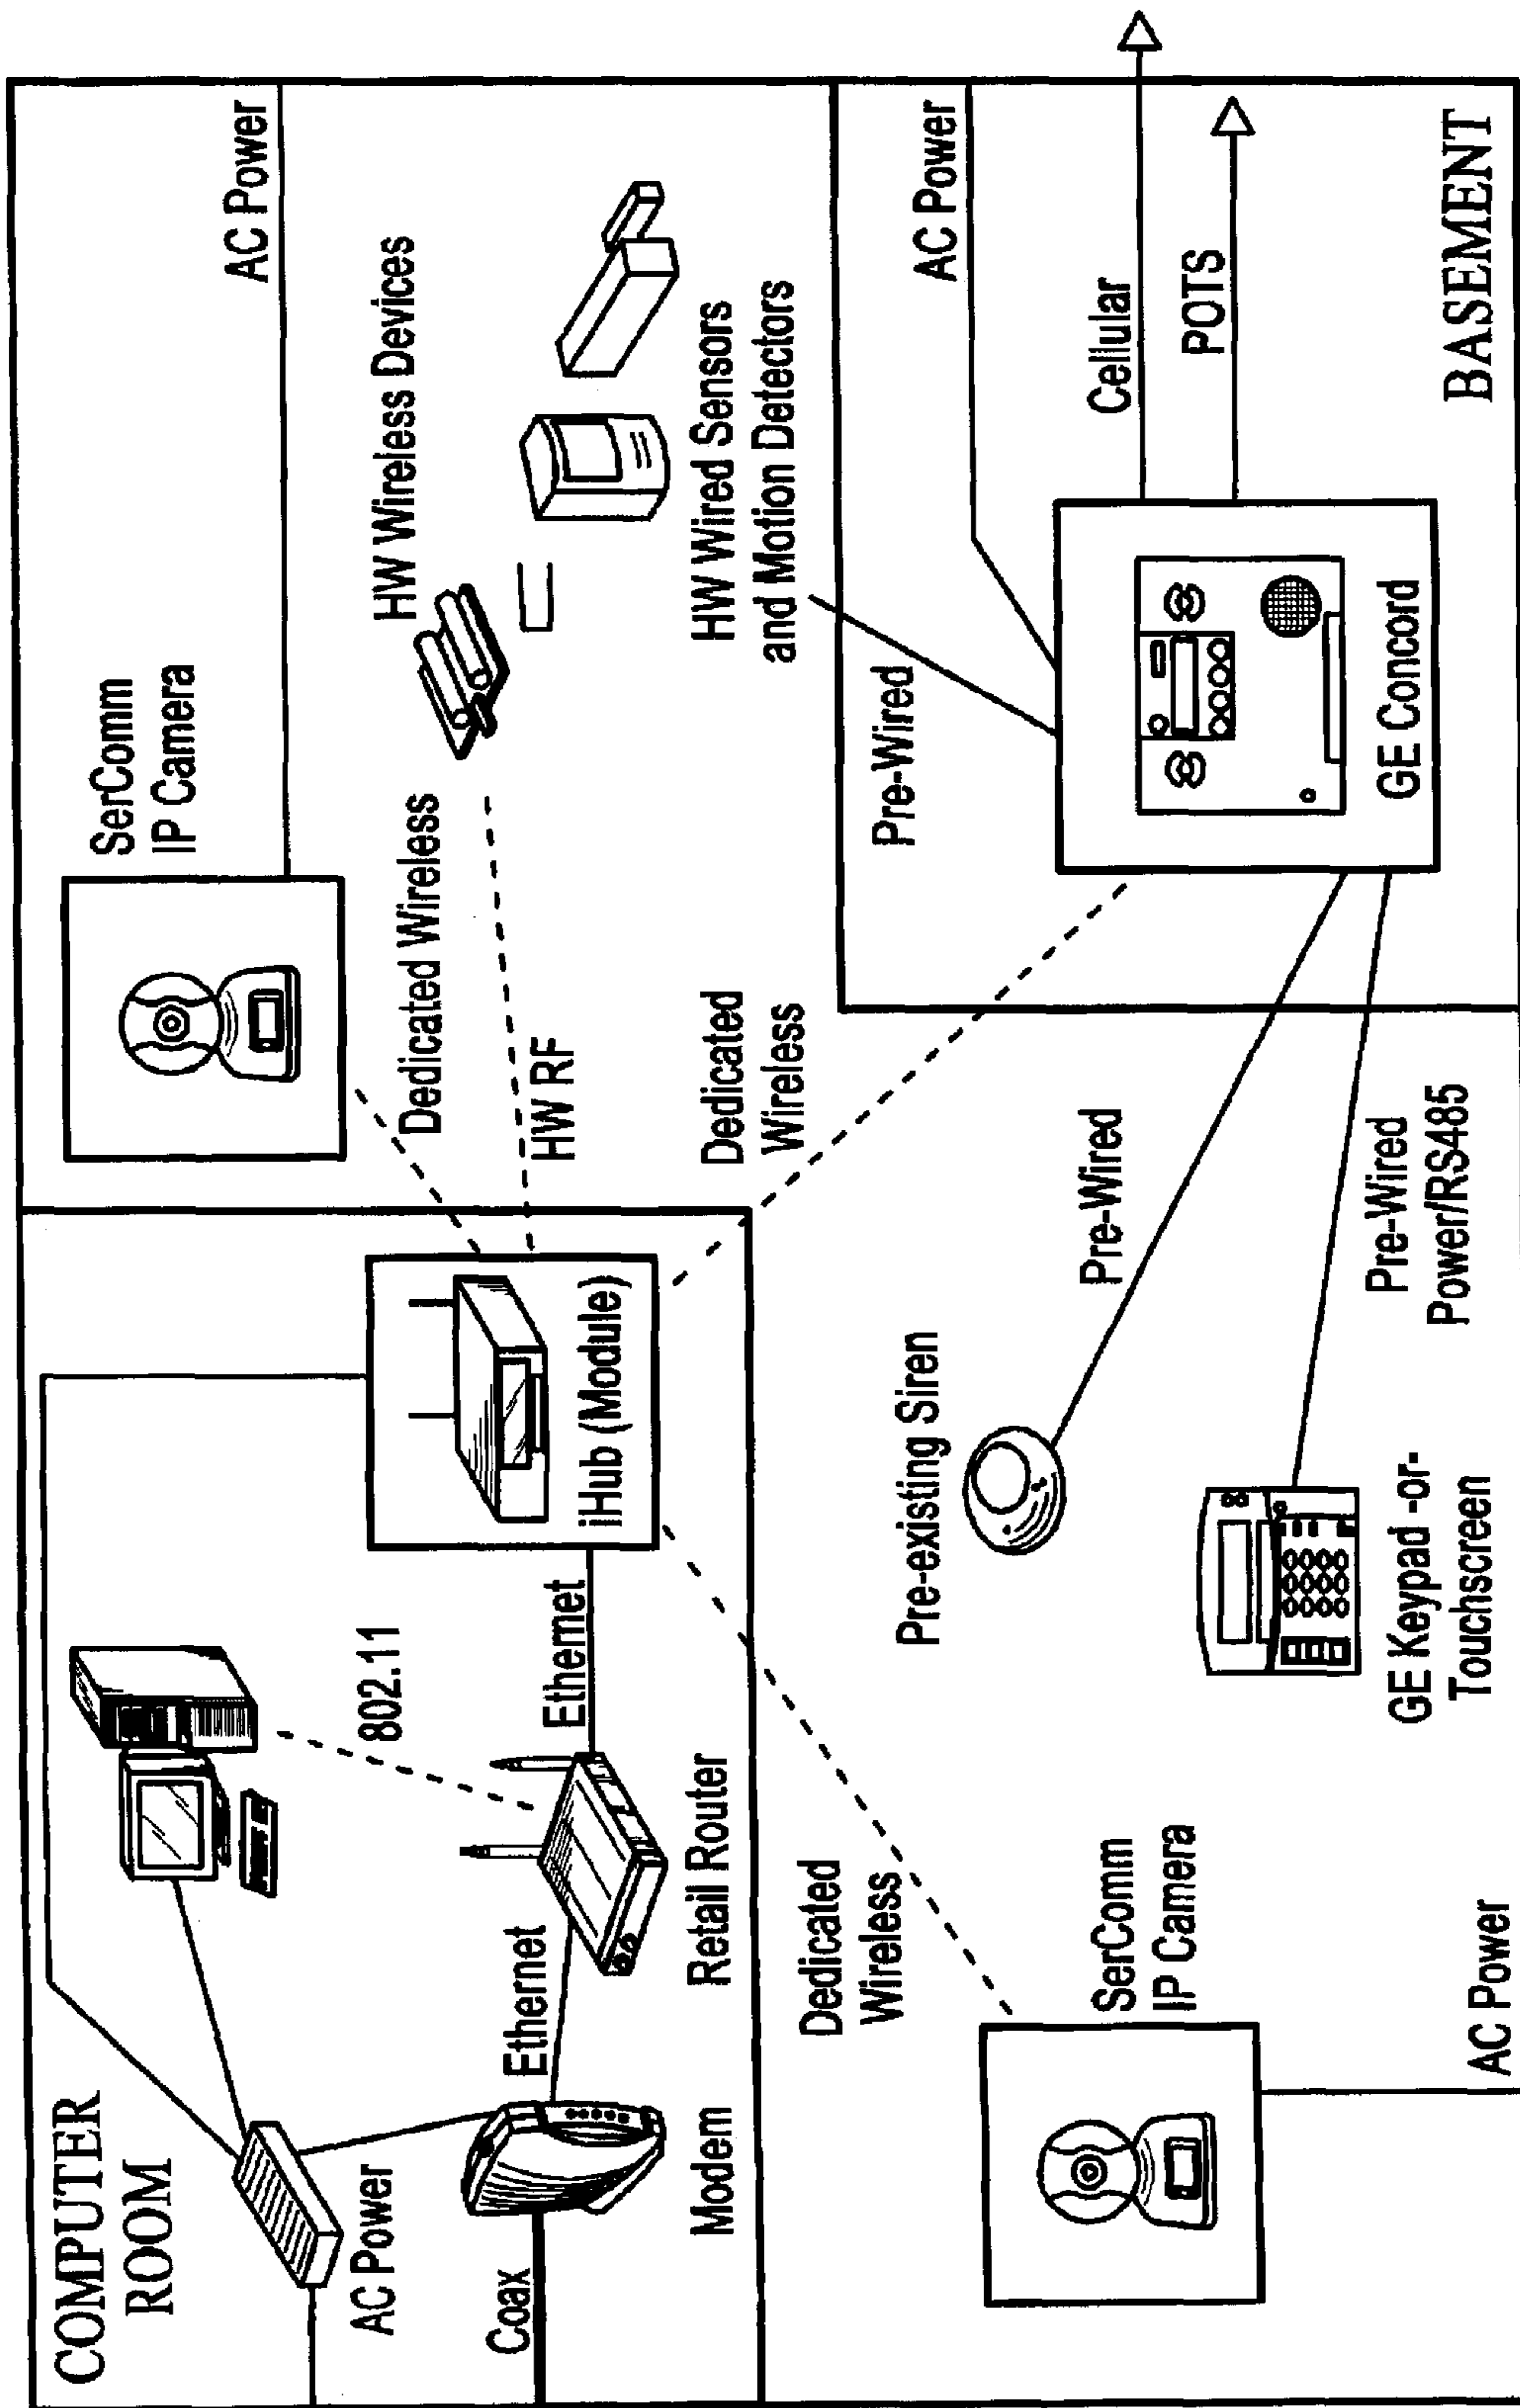 COMPUTER
ROOM
AC Power
Coax
Modem
Ethernet
Retail Router
802.11
Ethernet
iHub (Module)
SerComm
IP Camera
AC Power
Dedicated Wireless
HW RF
HW Wireless Devices
HW Wired Sensors
and Motion Detectors
Dedicated
Wireless
Dedicated
Wireless
SerComm
IP Camera
AC Power
Pre-existing Siren
GE Keypad -or-
Touchscreen
Pre-Wired
Pre-Wired
Power/RS485
Pre-Wired
AC Power
Cellular
POTS
GE Concord
BASEMENT